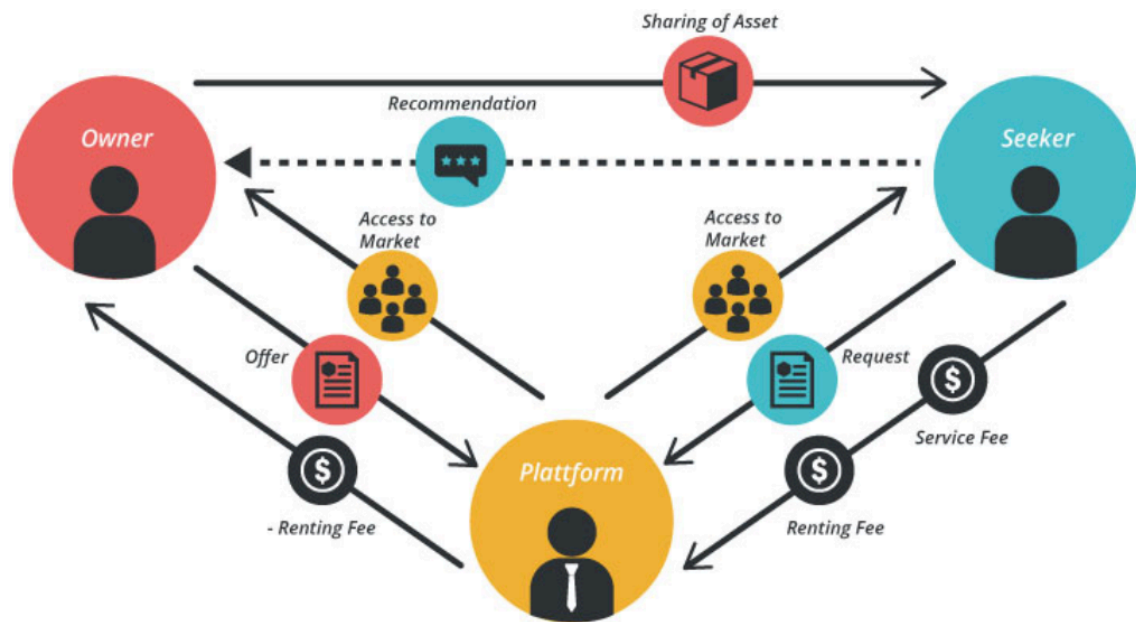 Sharing of Asset
Recommendation
Owner
Seeker
Access to
Market
Access to
Market
Offer
Request
$
Service Fee
Plattform
$
- Renting Fee
$
Renting Fee